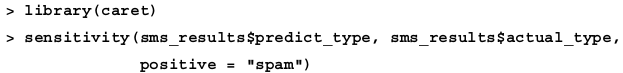 > library(caret)
> sensitivity(sms_results$predict_type, sms_results$actual_type,
positive = "spam")